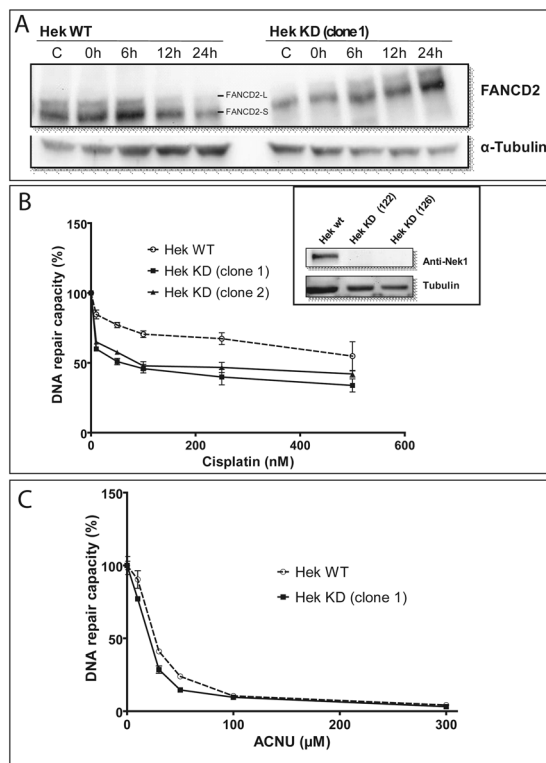 A
Hek WT
Hek KD (clone1)
C 0h 6h 12h 24h
C 0h 6h 12h 24h
FANCD2-L
FANCD2-S
FANCD2
α-Tubulin
B
150
100
50
0
0 200 400 600
DNA repair capacity (%)
Cisplatin (nM)
Hek WT
Hek KD (clone 1)
Hek KD (clone 2)
Hek wt
Hek KD (122)
Hek KD (126)
Anti-Nek1
Tubulin
C
150
100
50
0
0 100 200 300
DNA repair capacity (%)
ACNU (µM)
Hek WT
Hek KD (clone 1)